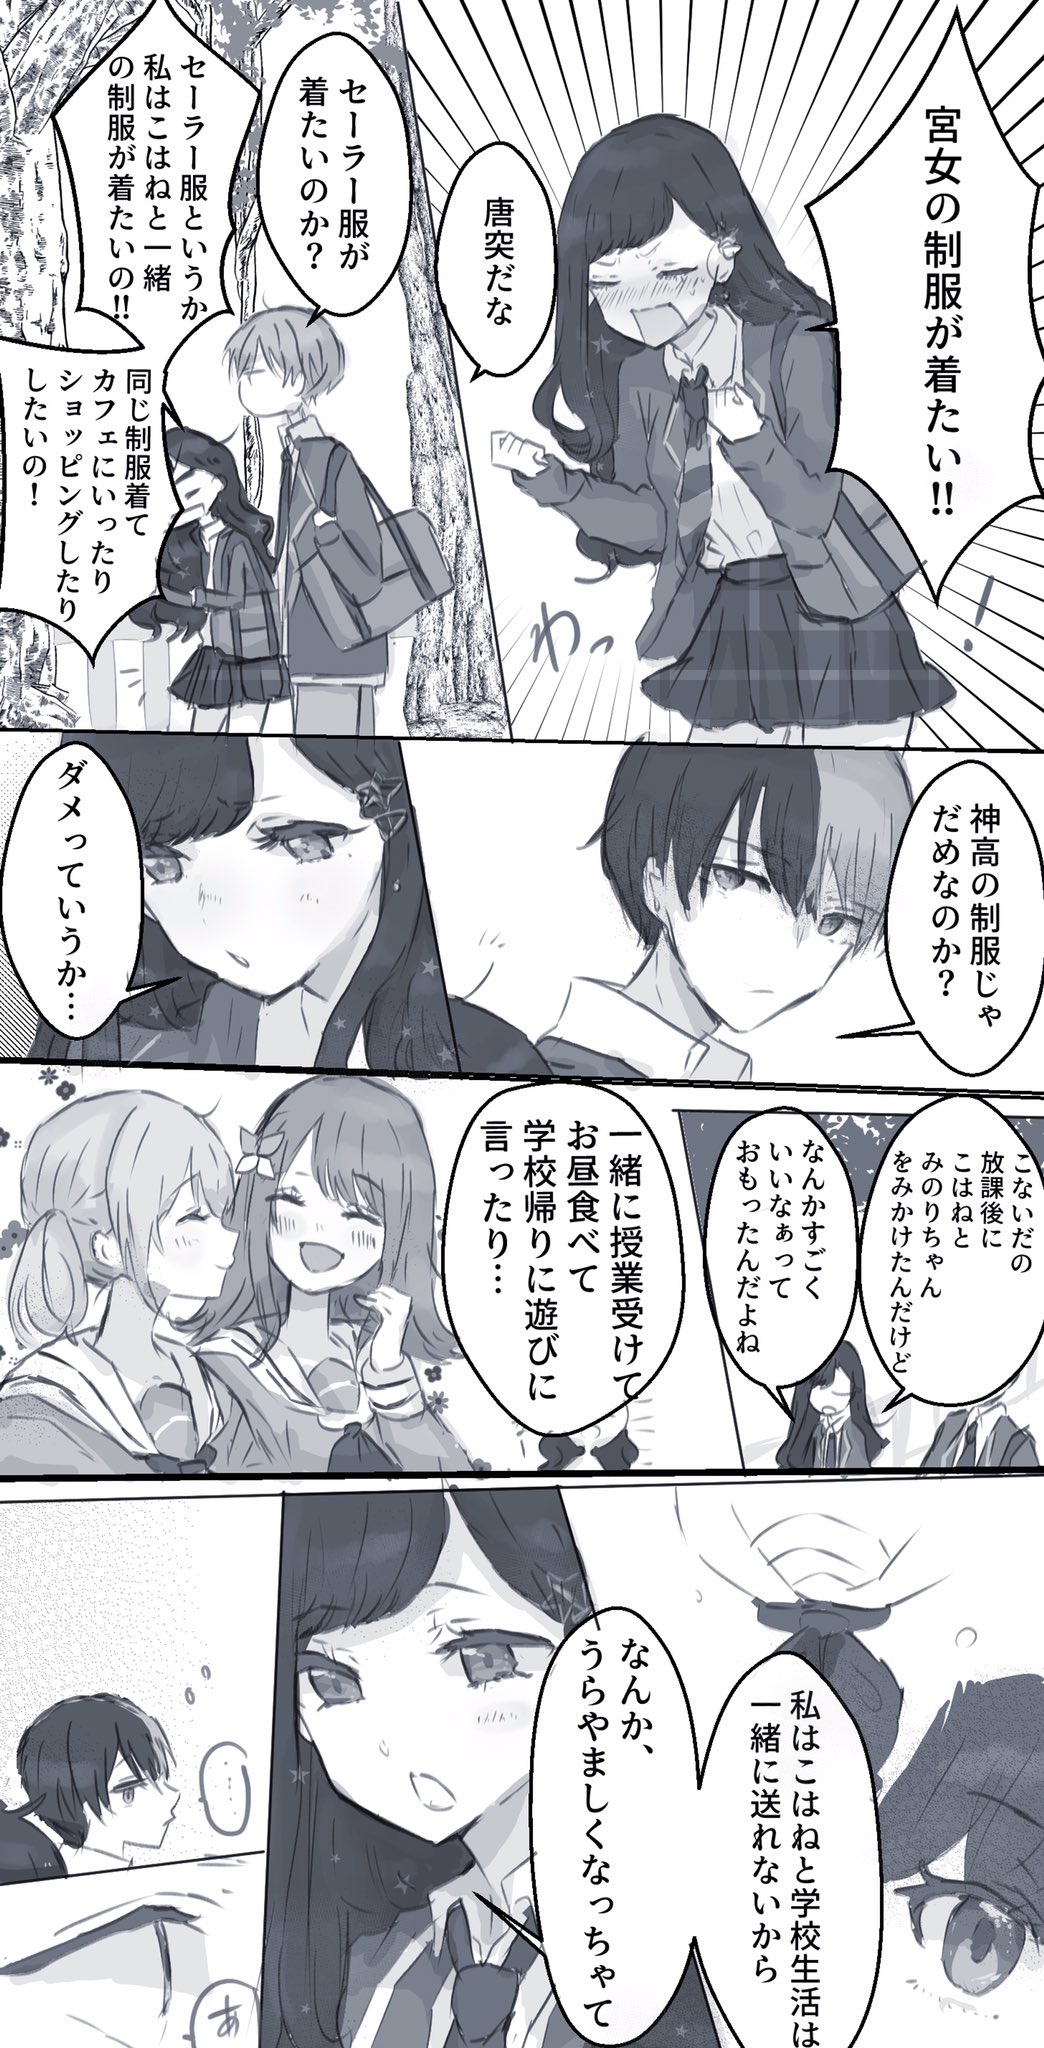 宮女の制服が着たい!!
唐突だな
わっ
!
セーラー服が
着たいのか?
セーラー服というか
私はこはねと一緒
の制服が着たいの!!
同じ制服着て
カフェにいったり
ショッピングしたり
したいの!
神高の制服じゃ
だめなのか?
ダメっていうか…
こないだの
放課後に
こはねと
みのりちゃん
をみかけたんだけど
なんかすごく
いいなぁって
おもったんだよね
一緒に授業受けて
お昼食べて
学校帰りに遊びに
言ったり…
私はこはねと学校生活は
一緒に送れないから
なんか、
うらやましくなっちゃて
……
あ